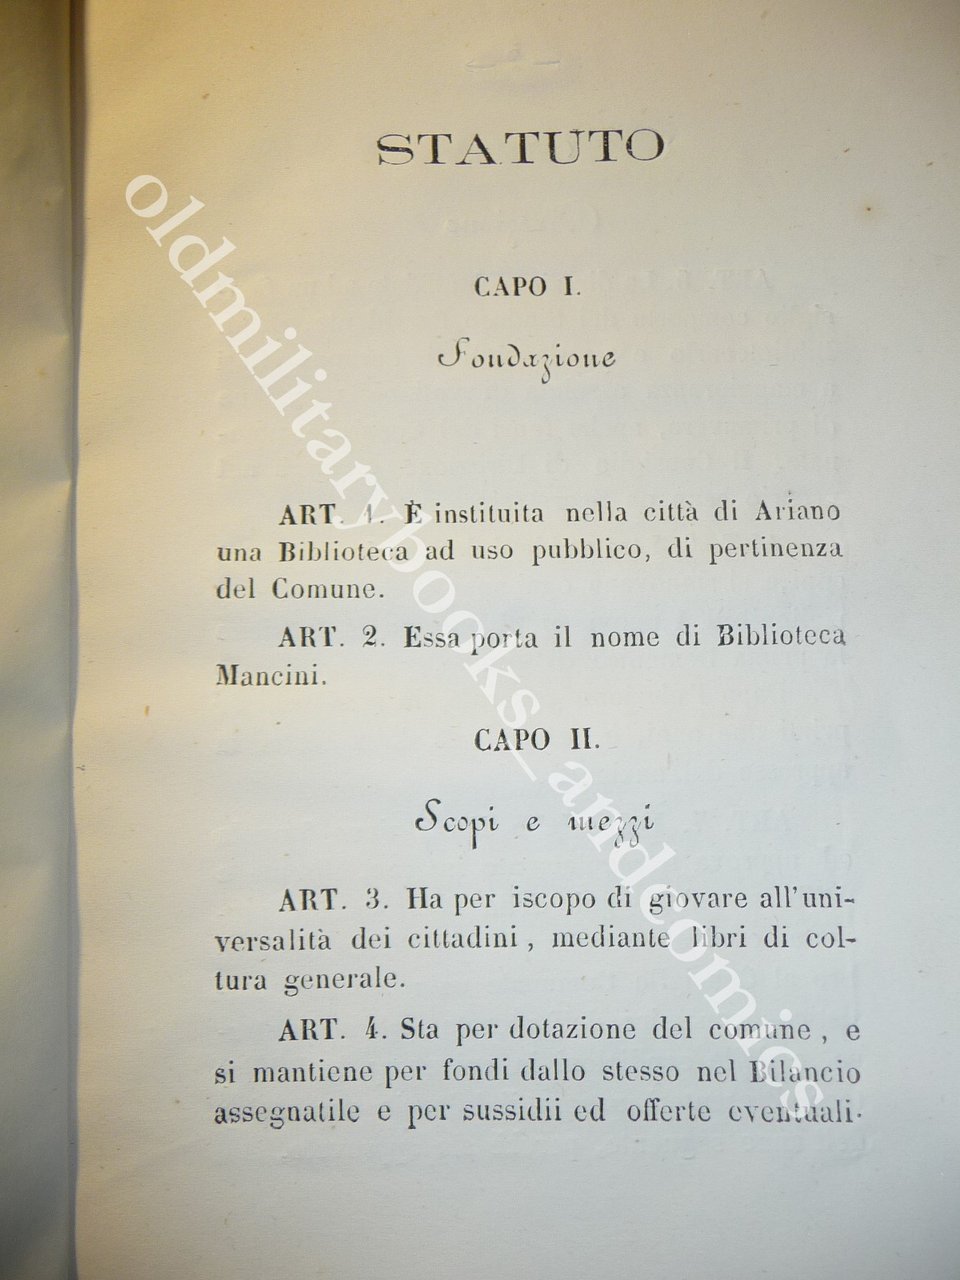 STATUTO
CAPO I.
Fondazione
ART. 1. È instituita nella città di Ariano
una Biblioteca ad uso pubblico, di pertinenza
del Comune.
ART. 2. Essa porta il nome di Biblioteca
Mancini.
CAPO II.
Scopi e mezzi
ART. 3. Ha per iscopo di giovare all'uni-
versalità dei cittadini, mediante libri di col-
tura generale.
ART. 4. Sta per dotazione del comune, e
si mantiene per fondi dallo stesso nel Bilancio
assegnatile e per sussidii ed offerte eventuali.
oldmilitarybooks_andcomics